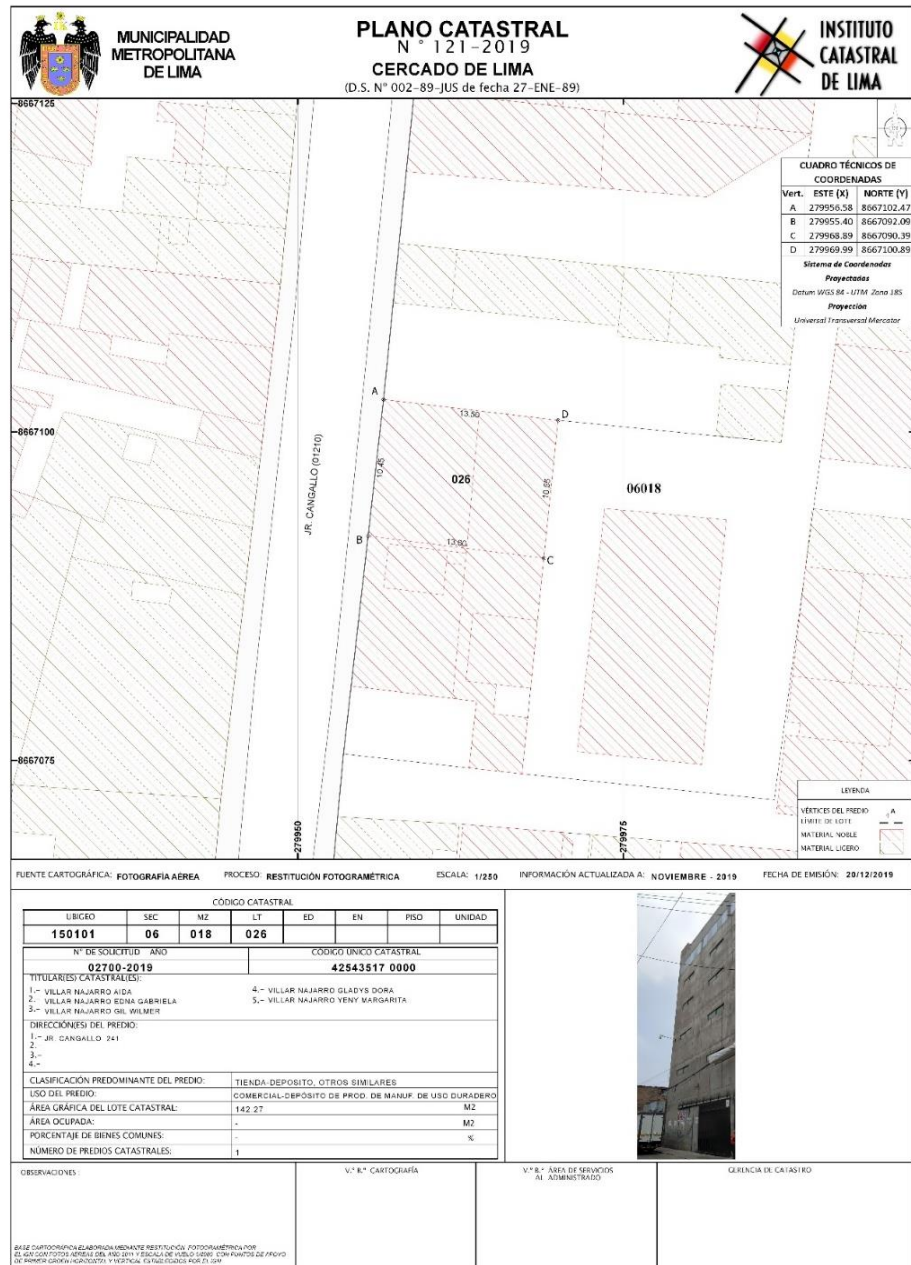 MUNICIPALIDAD
METROPOLITANA
DE LIMA
PLANO CATASTRAL
N ° 121-2019
CERCADO DE LIMA
(D.S. N° 002-89-JUS de fecha 27-ENE-89)
INSTITUTO
CATASTRAL
DE LIMA
8667125
CUADRO TÉCNICOS DE
COORDENADAS
Vert. ESTE (X) NORTE (Y)
A 279956.58 8667102.47
B 279955.40 8667092.09
C 279968.89 8667090.39
D 279969.99 8667100.89
Sistema de Coordenadas
Proyectadas
Datum WGS 84 - UTM Zona 18S
Proyección
Universal Transversal Mercator
A
13.50
D
8667100
JR. CANGALLO (01210)
10.45
026
06018
B
13.60
C
8667075
279950
279975
LEYENDA
VÉRTICES DEL PREDIO A
LÍMITE DE LOTE
MATERIAL NOBLE
MATERIAL LIGERO
FUENTE CARTOGRÁFICA: FOTOGRAFÍA AÉREA PROCESO: RESTITUCIÓN FOTOGRAMÉTRICA ESCALA: 1/250 INFORMACIÓN ACTUALIZADA A: NOVIEMBRE - 2019 FECHA DE EMISIÓN: 20/12/2019
CÓDIGO CATASTRAL
UBIGEO SEC MZ LT ED EN PISO UNIDAD
150101 06 018 026
N° DE SOLICITUD AÑO CÓDIGO ÚNICO CATASTRAL
02700-2019 42543517 0000
TITULAR(ES) CATASTRAL(ES):
1.- VILLAR NAJARRO AIDA 4.- VILLAR NAJARRO GLADYS DORA
2. VILLAR NAJARRO EDNA GABRIELA 5.- VILLAR NAJARRO YENY MARGARITA
3.- VILLAR NAJARRO GIL WILMER
DIRECCIÓN(ES) DEL PREDIO:
1.- JR. CANGALLO 241
2.
3.-
4.-
CLASIFICACIÓN PREDOMINANTE DEL PREDIO: TIENDA-DEPOSITO, OTROS SIMILARES
USO DEL PREDIO: COMERCIAL-DEPÓSITO DE PROD. DE MANUF. DE USO DURADERO
ÁREA GRÁFICA DEL LOTE CATASTRAL: 142.27 M2
ÁREA OCUPADA: - M2
PORCENTAJE DE BIENES COMUNES: - %
NÚMERO DE PREDIOS CATASTRALES: 1
OBSERVACIONES :
V.° B.° CARTOGRAFÍA
V.° B.° ÁREA DE SERVICIOS
AL ADMINISTRADO
GERENCIA DE CATASTRO
BASE CARTOGRÁFICA ELABORADA MEDIANTE RESTITUCIÓN FOTOGRAMÉTRICA POR